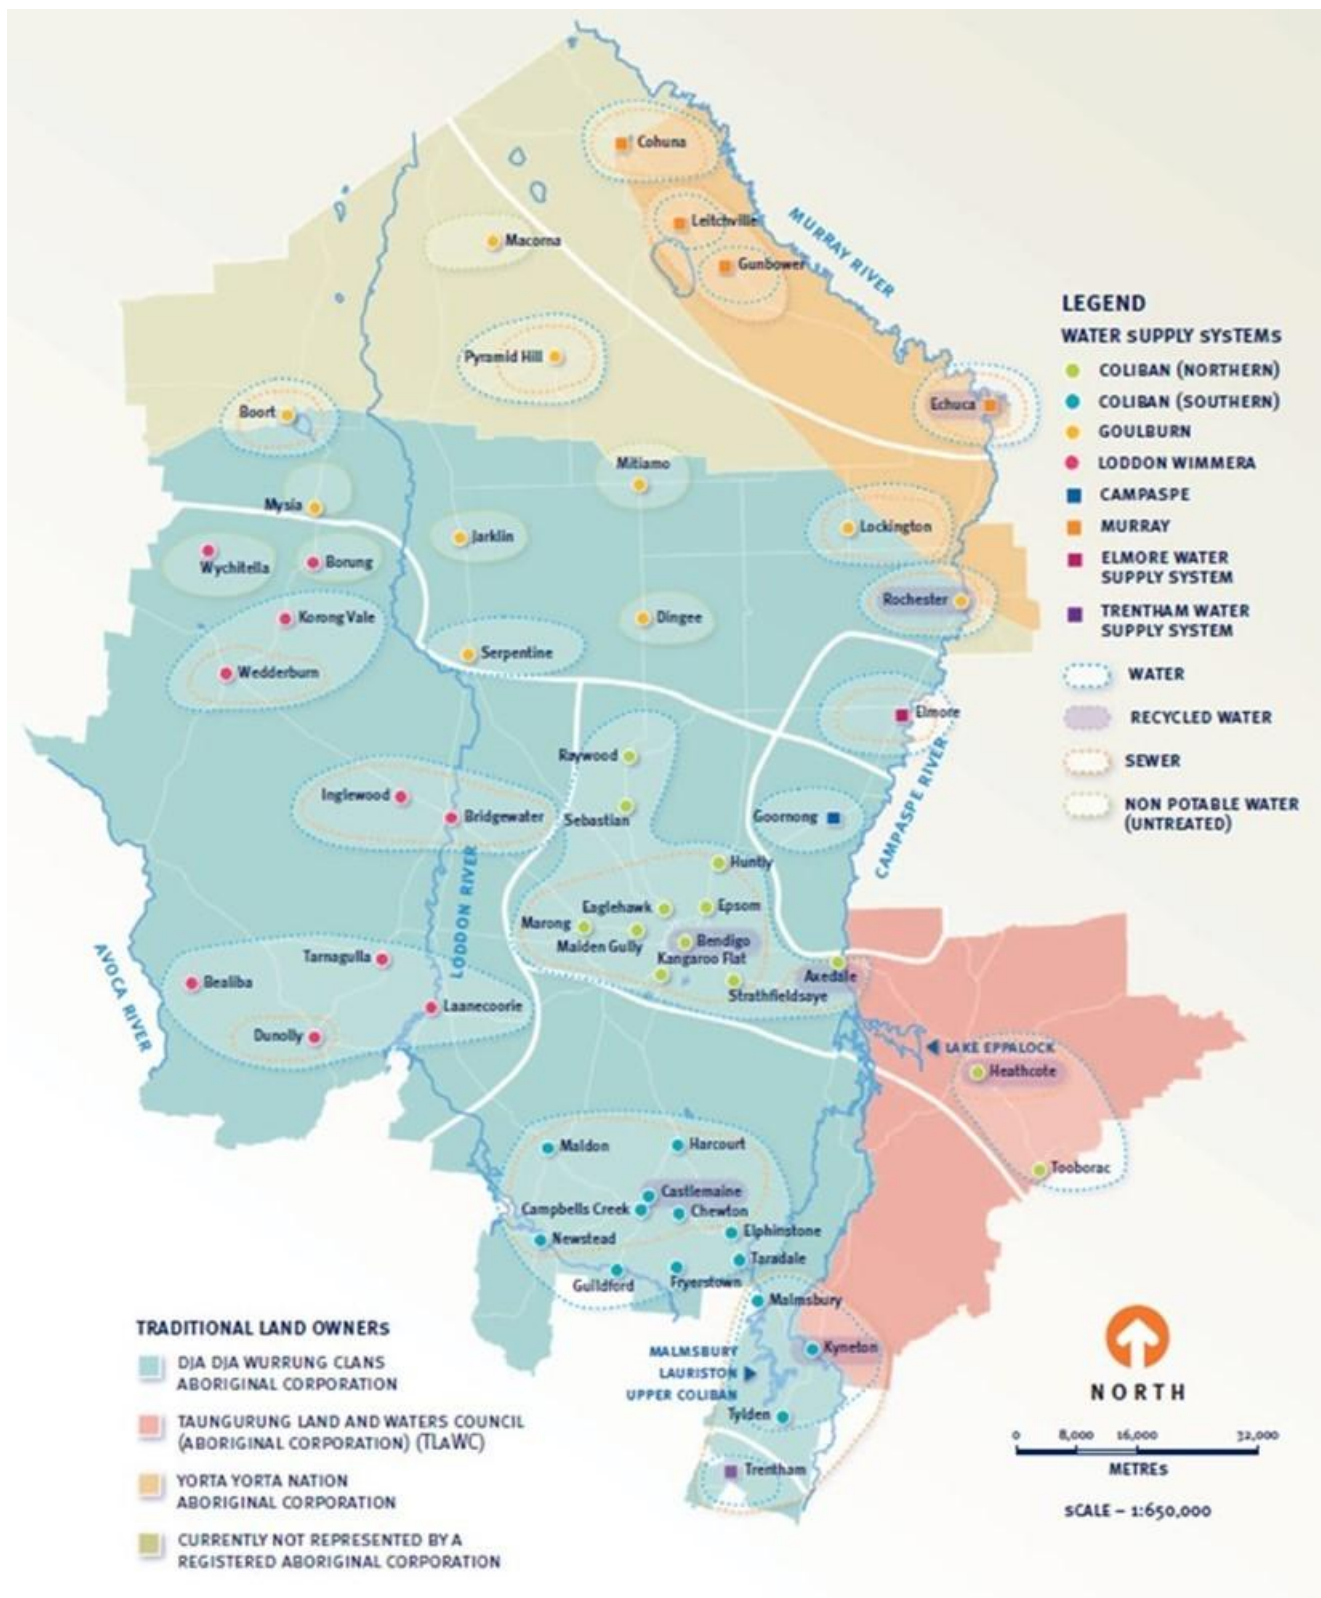 Cohuna
Leitchville
Gunbower
MURRAY RIVER
Macorna
Pyramid Hill
Boort
Echuca
Mitiamo
Mysia
Lockington
Jarklin
Wychitella
Borung
Rochester
Korong Vale
Dingee
Serpentine
Wedderburn
Elmore
Raywood
Inglewood
Bridgewater
Sebastian
Goornong
CAMPASPE RIVER
Huntly
LODDON RIVER
Eaglehawk
Epsom
Marong
Maiden Gully
Bendigo
Kangaroo Flat
Tarnagulla
Axedale
Bealiba
Strathfieldsaye
AVOCA RIVER
Laanecoorie
Dunolly
LAKE EPPALOCK
Heathcote
Maldon
Harcourt
Tooborac
Castlemaine
Campbells Creek
Chewton
Elphinstone
Newstead
Taradale
Guildford
Fryerstown
Malmsbury
Kyneton
MALMSBURY
LAURISTON
UPPER COLIBAN
Tylden
Trentham
LEGEND
WATER SUPPLY SYSTEMS
COLIBAN (NORTHERN)
COLIBAN (SOUTHERN)
GOULBURN
LODDON WIMMERA
CAMPASPE
MURRAY
ELMORE WATER
SUPPLY SYSTEM
TRENTHAM WATER
SUPPLY SYSTEM
WATER
RECYCLED WATER
SEWER
NON POTABLE WATER
(UNTREATED)
TRADITIONAL LAND OWNERS
DJA DJA WURRUNG CLANS
ABORIGINAL CORPORATION
TAUNGURUNG LAND AND WATERS COUNCIL
(ABORIGINAL CORPORATION) (TLaWC)
YORTA YORTA NATION
ABORIGINAL CORPORATION
CURRENTLY NOT REPRESENTED BY A
REGISTERED ABORIGINAL CORPORATION
NORTH
0 8,000 16,000 32,000
METRES
SCALE – 1:650,000